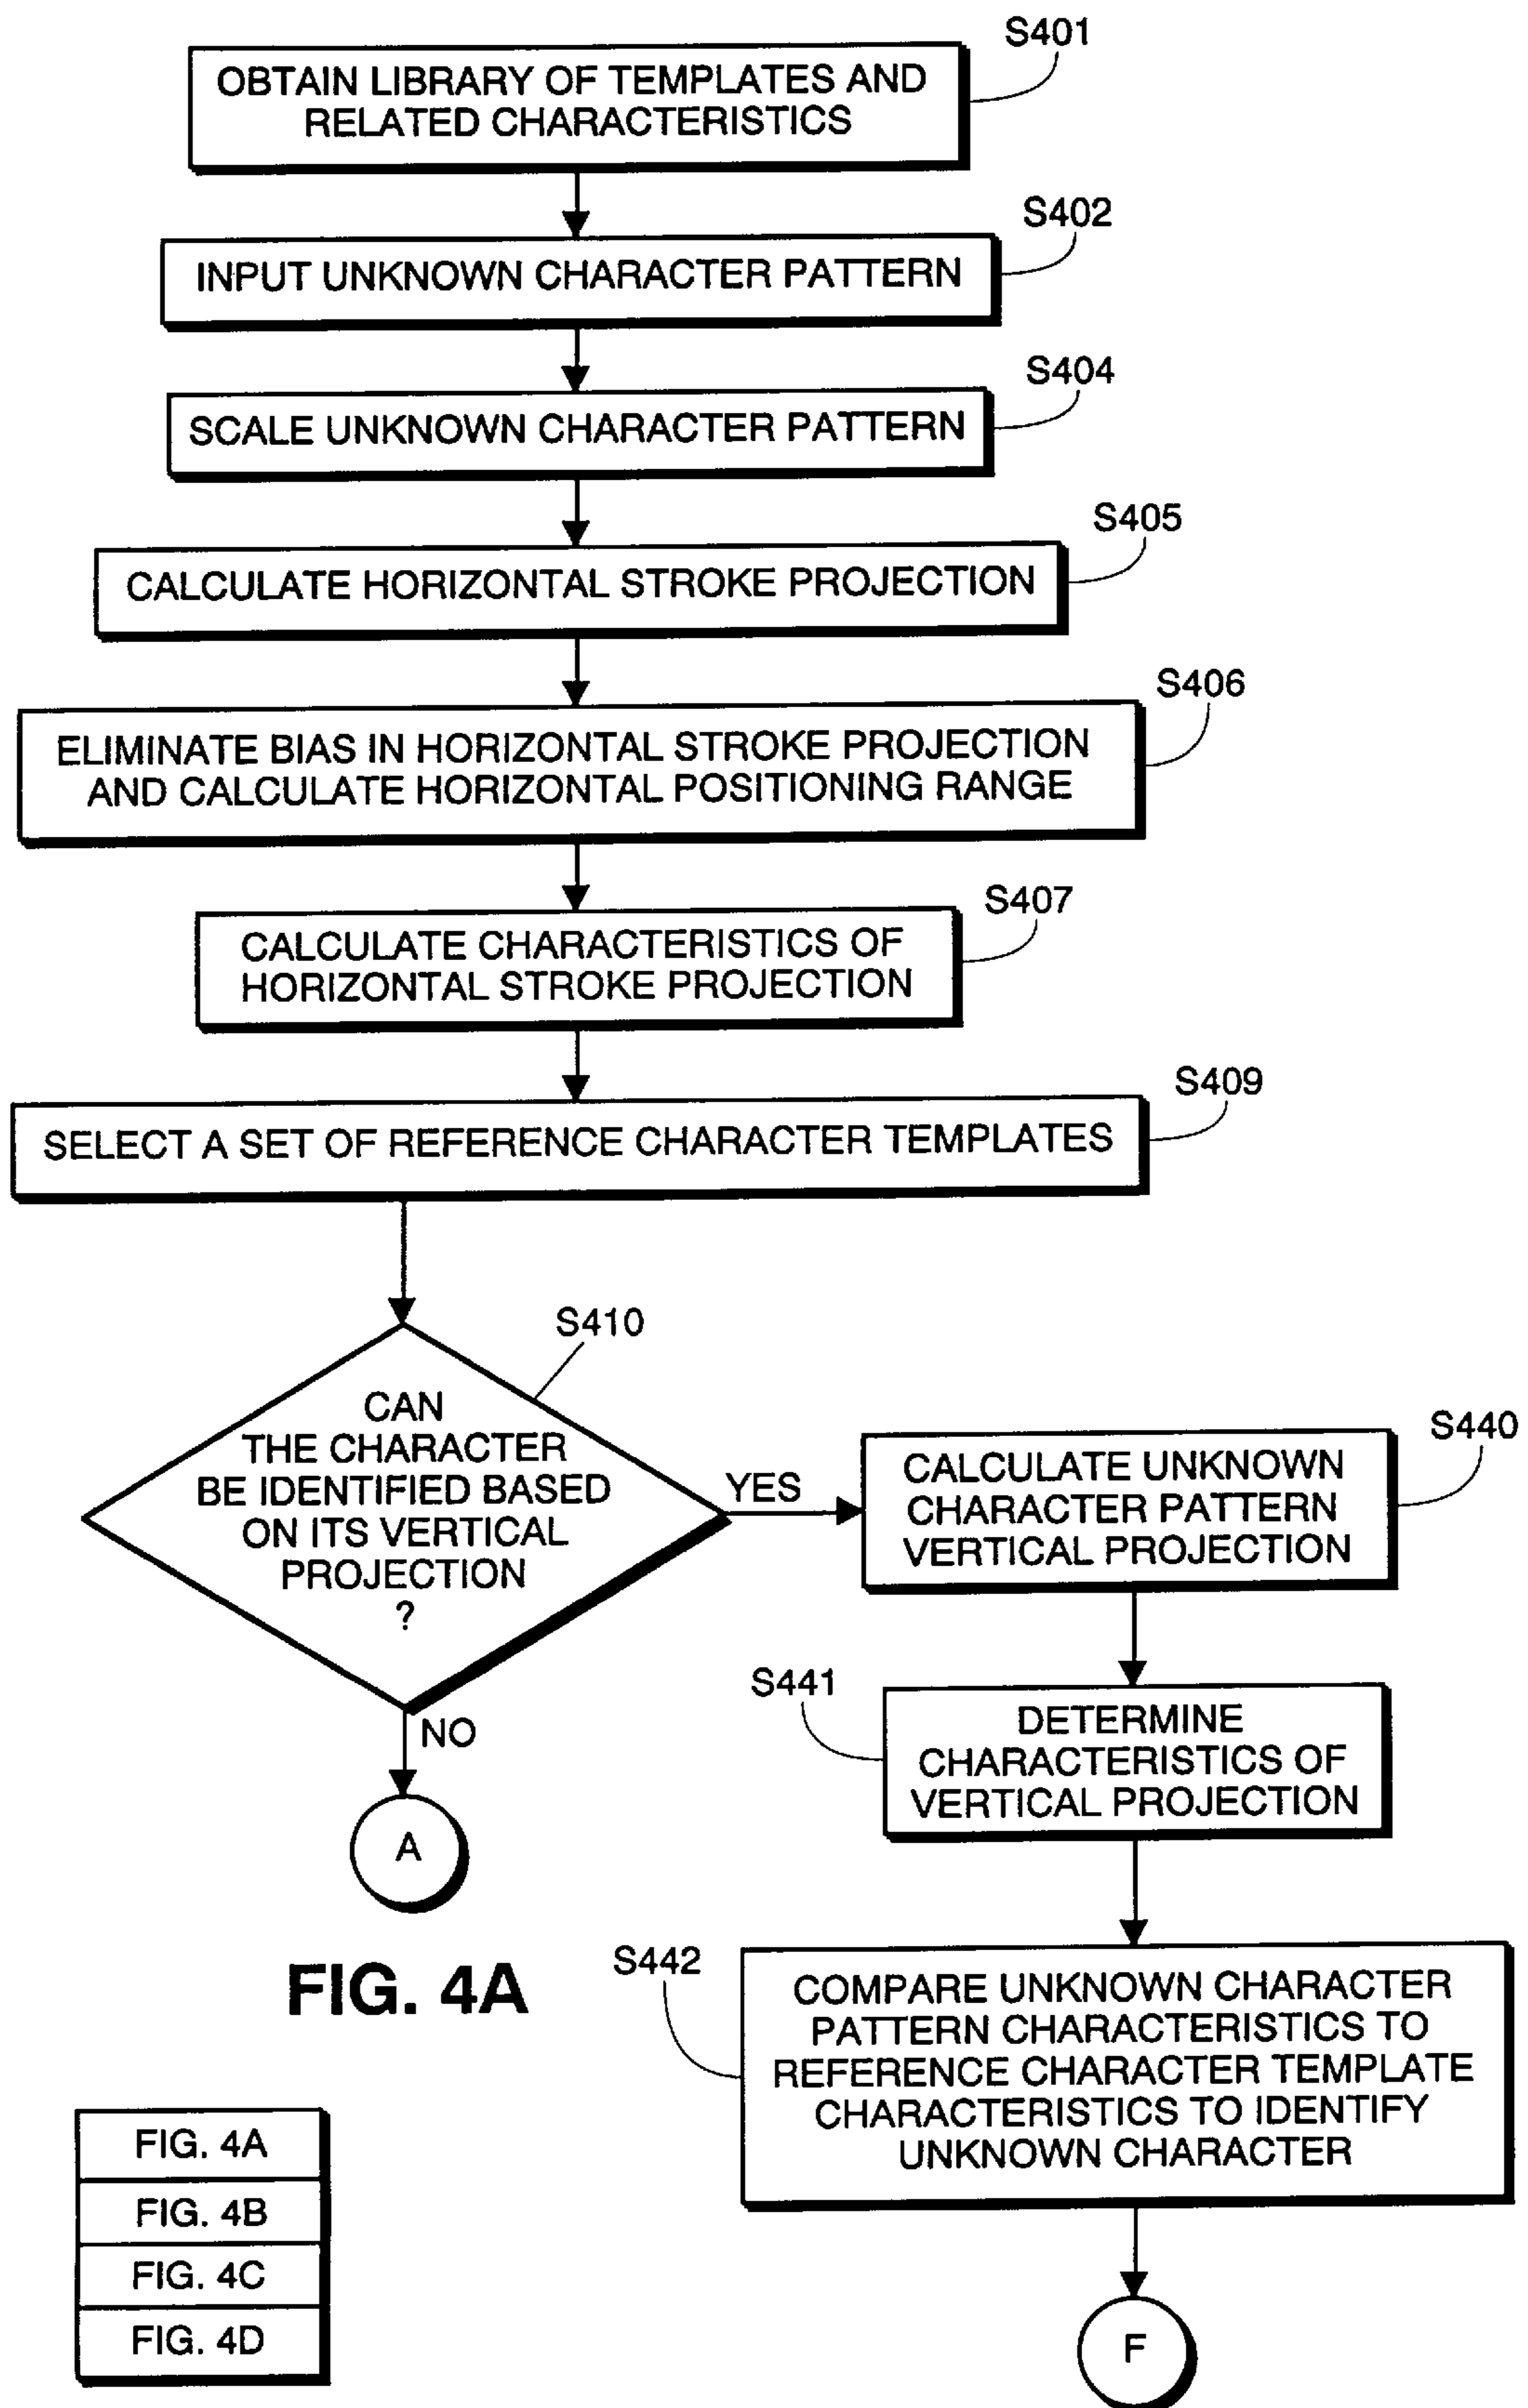 S401
OBTAIN LIBRARY OF TEMPLATES AND
RELATED CHARACTERISTICS
S402
INPUT UNKNOWN CHARACTER PATTERN
S404
SCALE UNKNOWN CHARACTER PATTERN
S405
CALCULATE HORIZONTAL STROKE PROJECTION
S406
ELIMINATE BIAS IN HORIZONTAL STROKE PROJECTION
AND CALCULATE HORIZONTAL POSITIONING RANGE
S407
CALCULATE CHARACTERISTICS OF
HORIZONTAL STROKE PROJECTION
S409
SELECT A SET OF REFERENCE CHARACTER TEMPLATES
S410
CAN
THE CHARACTER
BE IDENTIFIED BASED
ON ITS VERTICAL
PROJECTION
?
YES
NO
A
S440
CALCULATE UNKNOWN
CHARACTER PATTERN
VERTICAL PROJECTION
S441
DETERMINE
CHARACTERISTICS OF
VERTICAL PROJECTION
S442
COMPARE UNKNOWN CHARACTER
PATTERN CHARACTERISTICS TO
REFERENCE CHARACTER TEMPLATE
CHARACTERISTICS TO IDENTIFY
UNKNOWN CHARACTER
F
FIG. 4A
FIG. 4A
FIG. 4B
FIG. 4C
FIG. 4D